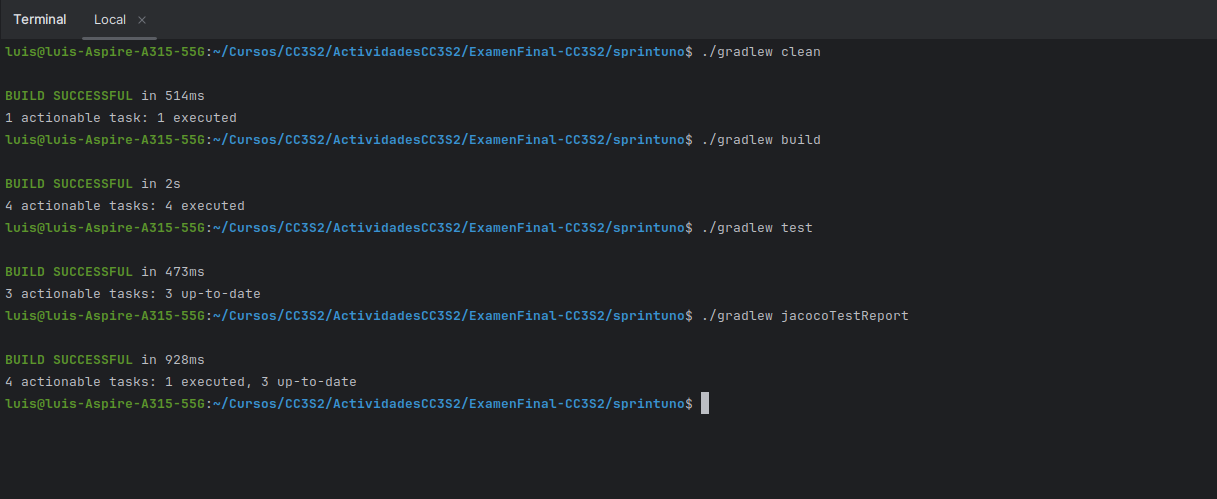 Terminal Local ×
luis@luis-Aspire-A315-55G:~/Cursos/CC3S2/ActividadesCC3S2/ExamenFinal-CC3S2/sprintuno$ ./gradlew clean
BUILD SUCCESSFUL in 514ms
1 actionable task: 1 executed
luis@luis-Aspire-A315-55G:~/Cursos/CC3S2/ActividadesCC3S2/ExamenFinal-CC3S2/sprintuno$ ./gradlew build
BUILD SUCCESSFUL in 2s
4 actionable tasks: 4 executed
luis@luis-Aspire-A315-55G:~/Cursos/CC3S2/ActividadesCC3S2/ExamenFinal-CC3S2/sprintuno$ ./gradlew test
BUILD SUCCESSFUL in 473ms
3 actionable tasks: 3 up-to-date
luis@luis-Aspire-A315-55G:~/Cursos/CC3S2/ActividadesCC3S2/ExamenFinal-CC3S2/sprintuno$ ./gradlew jacocoTestReport
BUILD SUCCESSFUL in 928ms
4 actionable tasks: 1 executed, 3 up-to-date
luis@luis-Aspire-A315-55G:~/Cursos/CC3S2/ActividadesCC3S2/ExamenFinal-CC3S2/sprintuno$